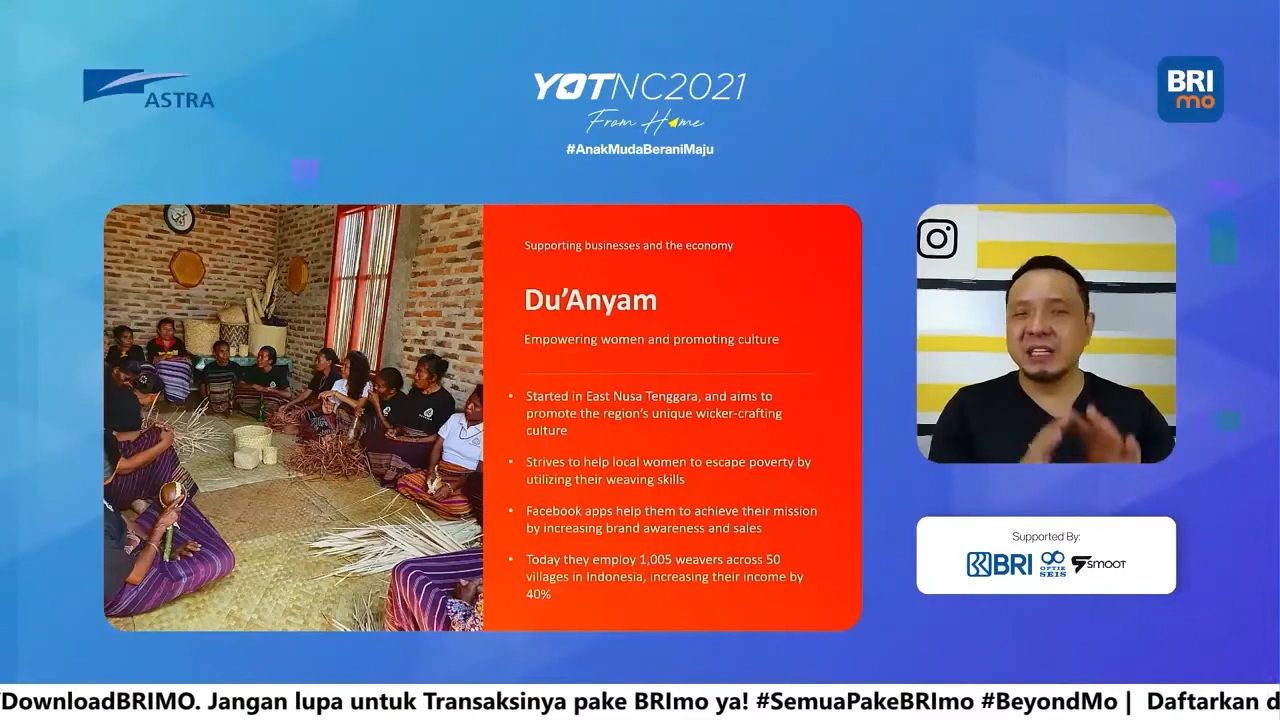 ASTRA
YOTNC2021
From Home
#AnakMudaBeraniMaju
BRI
mo
Supporting businesses and the economy
Du'Anyam
Empowering women and promoting culture
• Started in East Nusa Tenggara, and aims to
promote the region's unique wicker-crafting
culture
• Strives to help local women to escape poverty by
utilizing their weaving skills
• Facebook apps help them to achieve their mission
by increasing brand awareness and sales
• Today they employ 1,005 weavers across 50
villages in Indonesia, increasing their income by
40%
Supported By:
BRI
OPTIK
SEIS
SMOOT
/DownloadBRIMO. Jangan lupa untuk Transaksinya pake BRImo ya! #SemuaPakeBRImo #BeyondMo | Daftarkan d